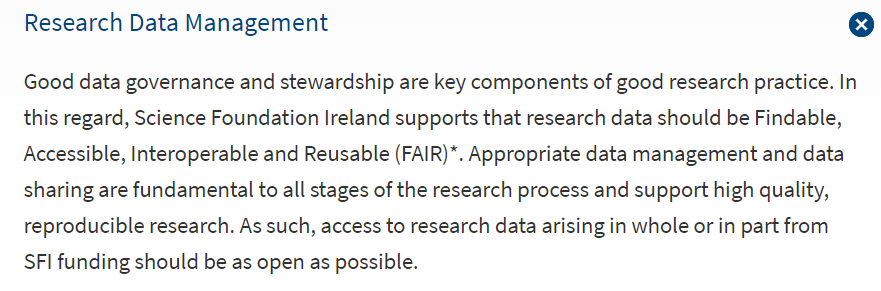 Research Data Management
Good data governance and stewardship are key components of good research practice. In
this regard, Science Foundation Ireland supports that research data should be Findable,
Accessible, Interoperable and Reusable (FAIR)*. Appropriate data management and data
sharing are fundamental to all stages of the research process and support high quality,
reproducible research. As such, access to research data arising in whole or in part from
SFI funding should be as open as possible.